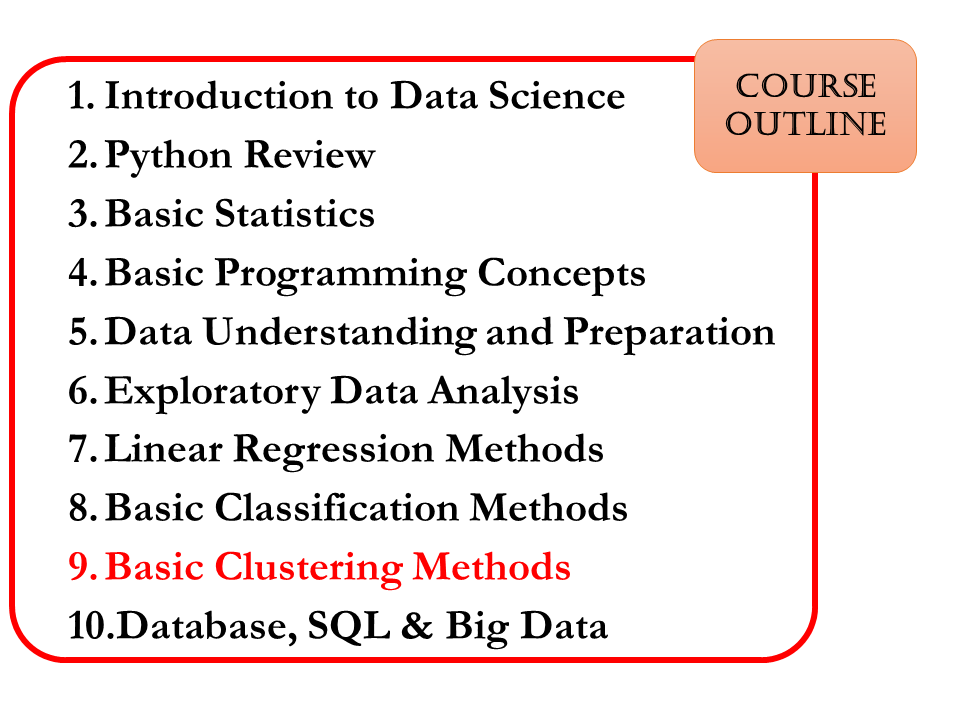 COURSE
OUTLINE
1. Introduction to Data Science
2. Python Review
3. Basic Statistics
4. Basic Programming Concepts
5. Data Understanding and Preparation
6. Exploratory Data Analysis
7. Linear Regression Methods
8. Basic Classification Methods
9. Basic Clustering Methods
10.Database, SQL & Big Data